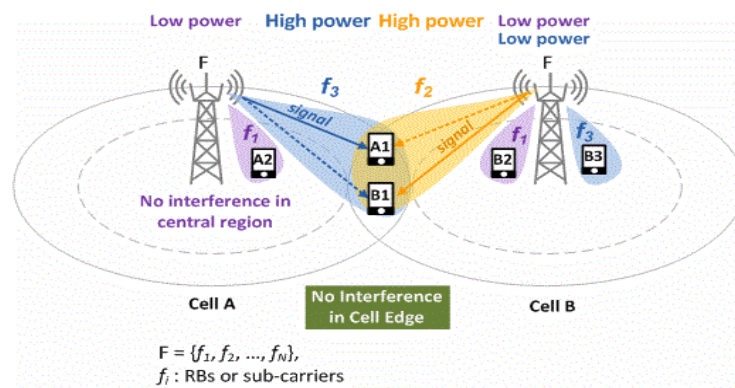 Low power High power High power Low power
Low power
F F
f3 f2
signal signal
f1 A2 A1 B2 f1 f3 B3
B1
No interference in
central region
Cell A No Interference Cell B
in Cell Edge
F = {f1, f2, ..., fN},
fi : RBs or sub-carriers